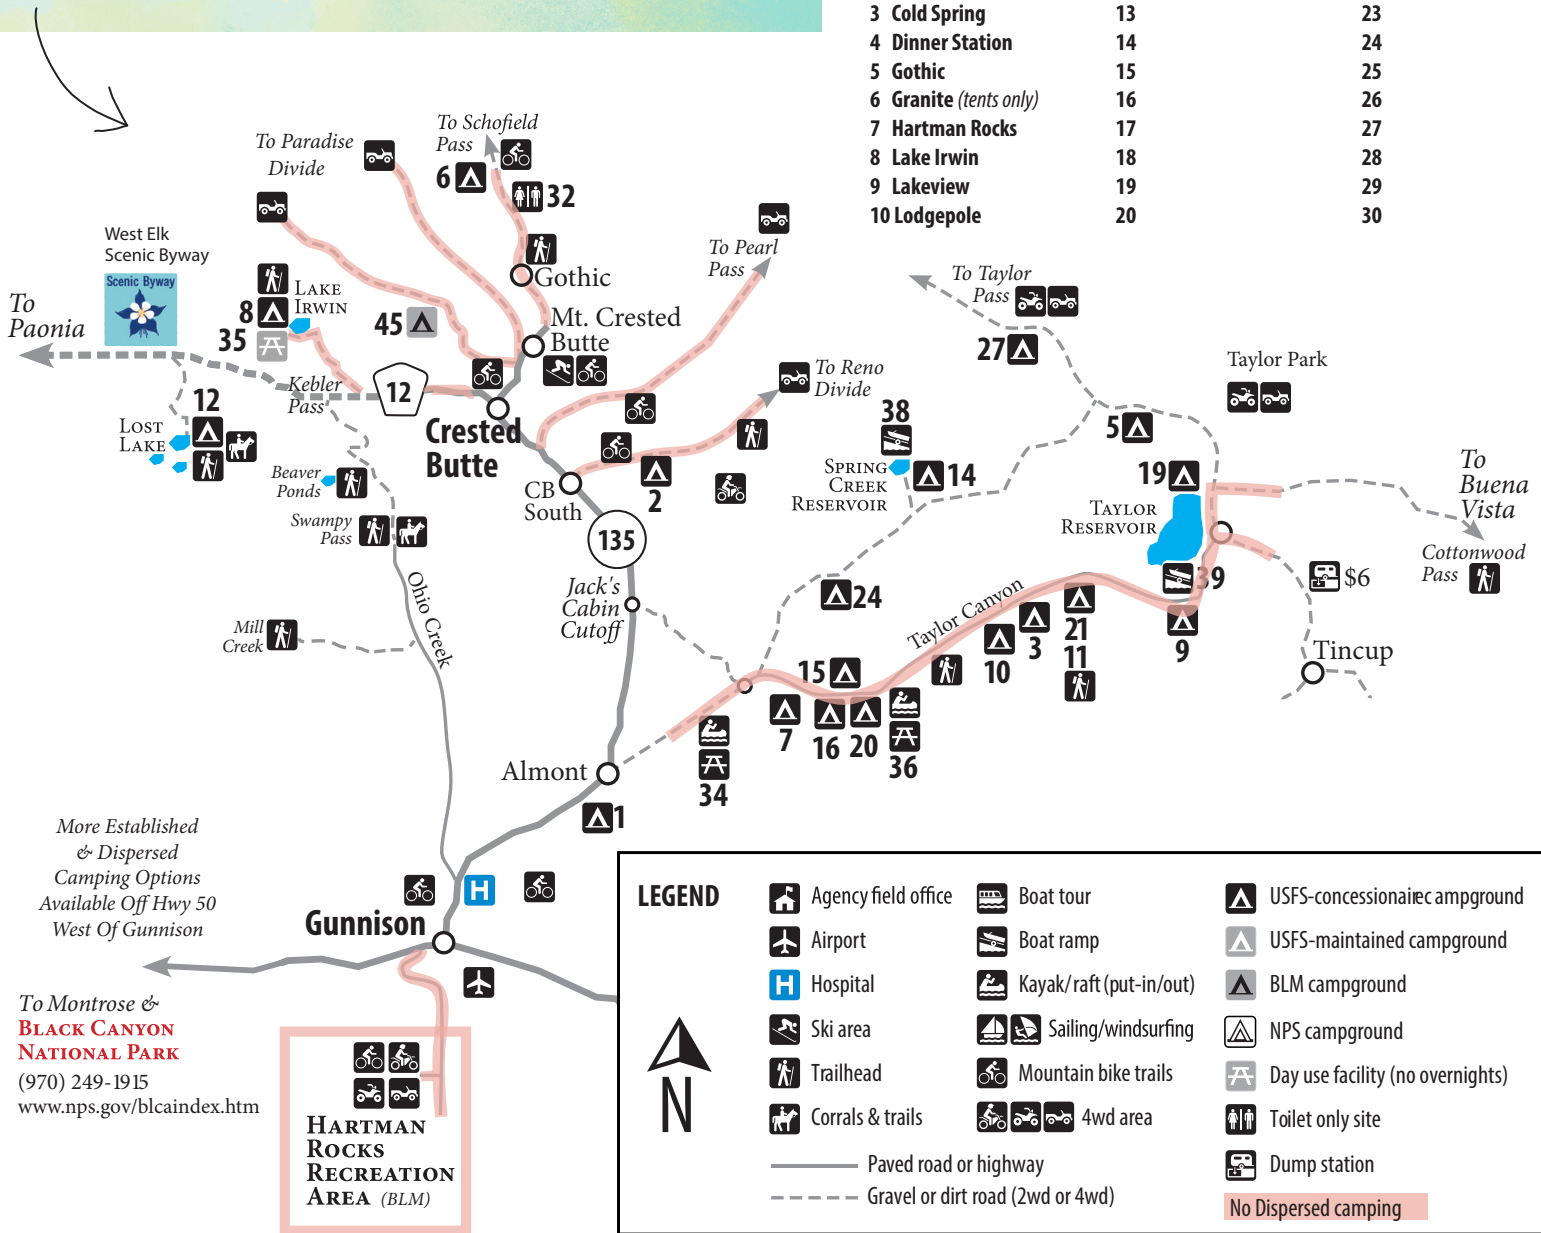 3 Cold Spring 13 23
4 Dinner Station 14 24
5 Gothic 15 25
6 Granite (tents only) 16 26
7 Hartman Rocks 17 27
8 Lake Irwin 18 28
9 Lakeview 19 29
10 Lodgepole 20 30
To Paradise
Divide
To Schofield
Pass
6
32
Gothic
To Pearl
Pass
West Elk
Scenic Byway
Scenic Byway
To
Paonia
Lake
Irwin
8
35
45
Mt. Crested
Butte
To Taylor
Pass
27
Taylor Park
Kebler
Pass
12
12
Lost
Lake
Crested
Butte
To Reno
Divide
38
5
Spring
Creek
Reservoir
14
19
Taylor
Reservoir
To
Buena
Vista
Beaver
Ponds
CB
South
2
Swampy
Pass
135
Cottonwood
Pass
39
$6
Jack's
Cabin
Cutoff
24
Ohio Creek
Taylor Canyon
Mill
Creek
3
21
11
10
9
Tincup
15
7
16
20
36
34
Almont
1
More Established
& Dispersed
Camping Options
Available Off Hwy 50
West Of Gunnison
H
Gunnison
To Montrose &
Black Canyon
National Park
(970) 249-1915
www.nps.gov/blcaindex.htm
Hartman
Rocks
Recreation
Area (BLM)
LEGEND
Agency field office
Airport
H Hospital
Ski area
Trailhead
Corrals & trails
Boat tour
Boat ramp
Kayak/raft (put-in/out)
Sailing/windsurfing
Mountain bike trails
4wd area
USFS-concessionairec ampground
USFS-maintained campground
BLM campground
NPS campground
Day use facility (no overnights)
Toilet only site
Dump station
No Dispersed camping
Paved road or highway
Gravel or dirt road (2wd or 4wd)
N